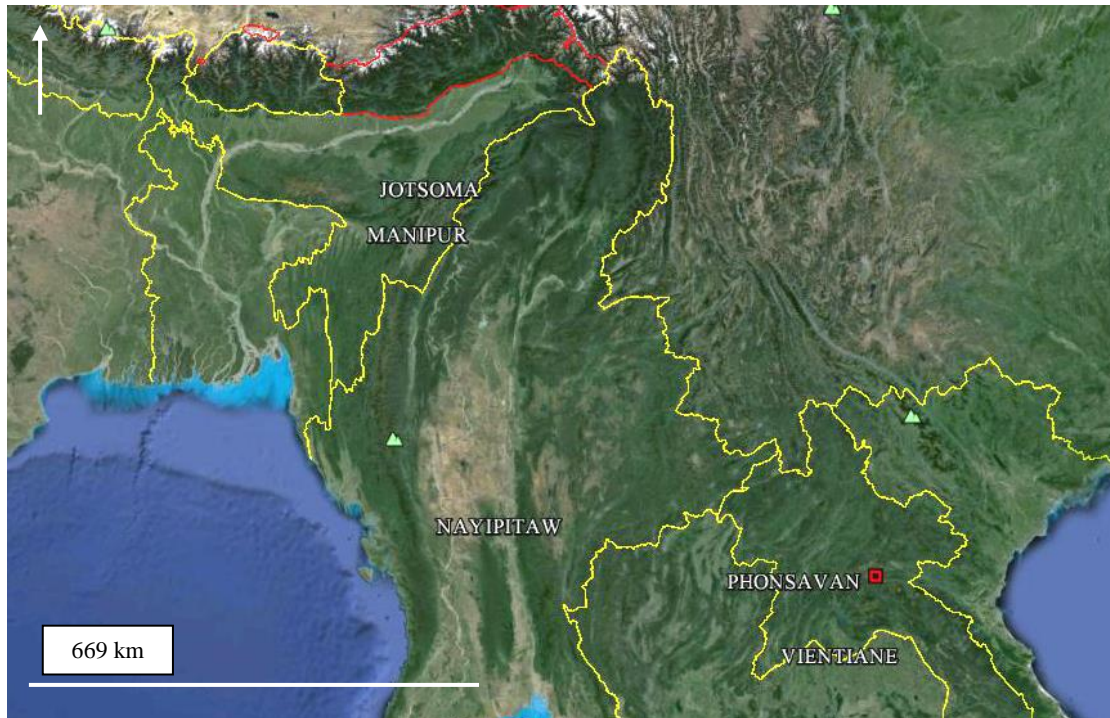 JOTSOMA
MANIPUR
NAYIPITAW
PHONSAVAN
VIENTIANE
669 km